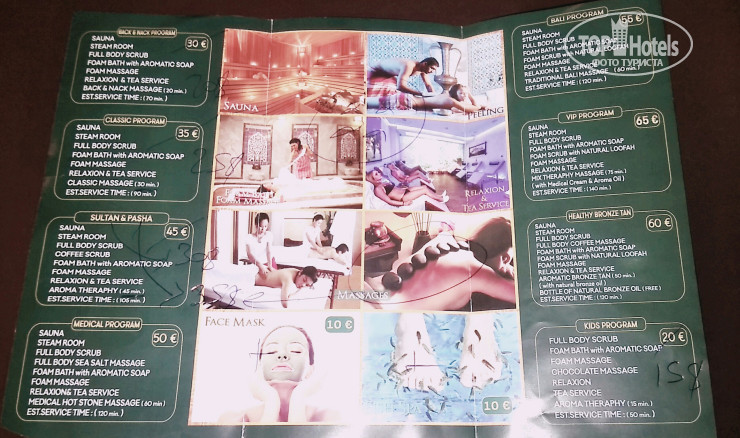 BACK & NACK PROGRAM
30 €
SAUNA
STEAM ROOM
FULL BODY SCRUB
FOAM BATH with AROMATIC SOAP
FOAM MASSAGE
RELAXION & TEA SERVICE
BACK & NACK MASSAGE ( 20 min. )
EST.SERVICE TIME : ( 70 min. )
CLASSIC PROGRAM
35 €
SAUNA
STEAM ROOM
FULL BODY SCRUB
FOAM BATH with AROMATIC SOAP
FOAM MASSAGE
RELAXION & TEA SERVICE
CLASSIC MASSAGE ( 30 min. )
EST.SERVICE TIME : ( 90 min. )
SULTAN & PASHA
45 €
SAUNA
STEAM ROOM
FULL BODY SCRUB
COFFEE SCRUB
FOAM BATH with AROMATIC SOAP
FOAM MASSAGE
RELAXION & TEA SERVICE
AROMA THERAPHY ( 45 min. )
EST.SERVICE TIME : ( 105 min. )
MEDICAL PROGRAM
50 €
SAUNA
STEAM ROOM
FULL BODY SCRUB
FULL BODY SEA SALT MASSAGE
FOAM BATH with AROMATIC SOAP
FOAM MASSAGE
RELAXION& TEA SERVICE
MEDICAL HOT STONE MASSAGE ( 60 min )
EST.SERVICE TIME : ( 120 min. )
SAUNA
PEELING
FOAM MASSAGE
RELAXION
&
TEA SERVICE
MASSAGES
FACE MASK
10 €
10 €
BALI PROGRAM
55 €
SAUNA
STEAM ROOM
FULL BODY SCRUB
FOAM BATH with AROMATIC SOAP
FOAM SCRUB with NATURAL LOOFAH
FOAM MASSAGE
RELAXION & TEA SERVICE
TRADITIONAL BALI MASSAGE ( 60 min. )
EST.SERVICE TIME : ( 120 min. )
VIP PROGRAM
65 €
SAUNA
STEAM ROOM
FULL BODY SCRUB
FOAM BATH with AROMATIC SOAP
FOAM SCRUB with NATURAL LOOFAH
FOAM MASSAGE
RELAXION & TEA SERVICE
MIX THERAPHY MASSAGE ( 75 min. )
( with Medical Cream & Aroma Oil )
EST.SERVICE TIME : ( 140 min. )
HEALTHY BRONZE TAN
60 €
SAUNA
STEAM ROOM
FULL BODY SCRUB
FULL BODY COFFEE MASSAGE
FOAM BATH with AROMATIC SOAP
FOAM SCRUB with NATURAL LOOFAH
FOAM MASSAGE
RELAXION & TEA SERVICE
AROMATIC BRONZE TAN ( 50 min. )
( with natural bronze oil )
BOTTLE OF NATURAL BRONZE OIL ( FREE )
EST.SERVICE TIME : ( 130 min. )
KIDS PROGRAM
20 €
FULL BODY SCRUB
FOAM BATH with AROMATIC SOAP
FOAM MASSAGE
CHOCOLATE MASSAGE
RELAXION
TEA SERVICE
AROMA THERAPHY ( 15 min. )
EST.SERVICE TIME : ( 50 min. )
TOP Hotels
ФОТО ТУРИСТА